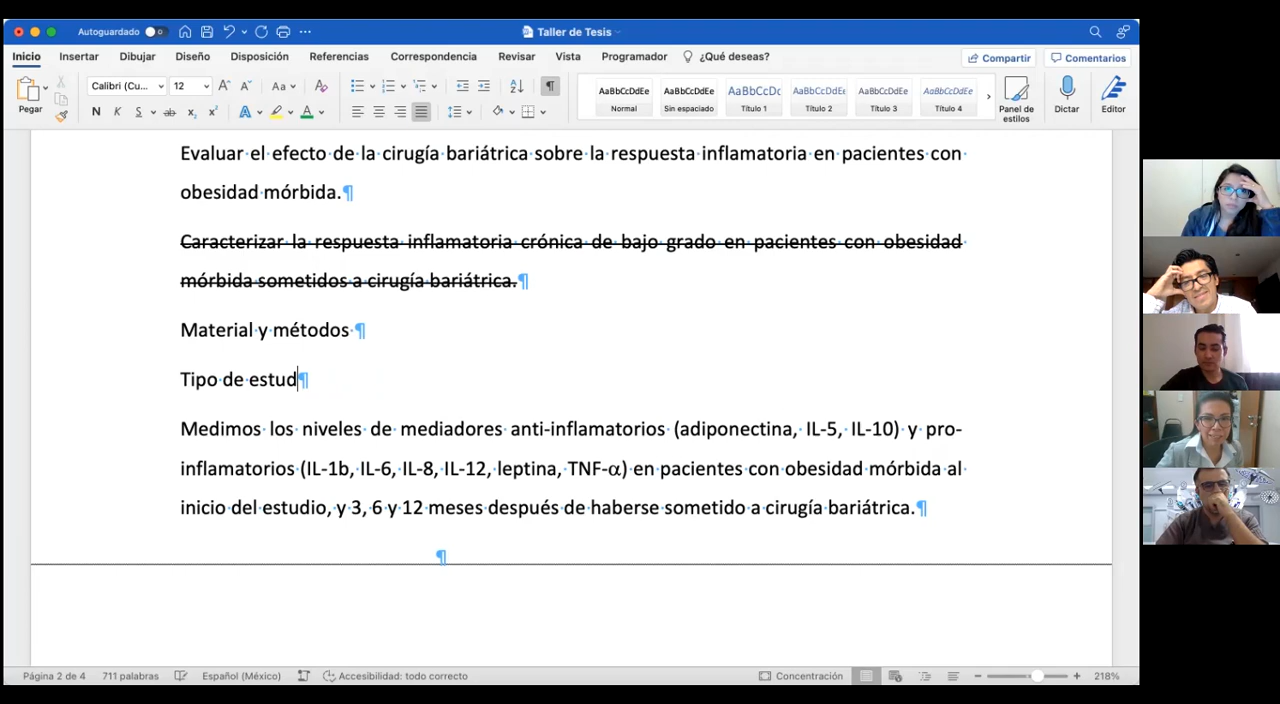 Autoguardado
Taller de Tesis
Inicio Insertar Dibujar Diseño Disposición Referencias Correspondencia Revisar Vista Programador ¿Qué deseas? Compartir Comentarios
Calibri (Cu... 12 Aa
AaBbCcDdEe AaBbCcDdEe AaBbCcDc AaBbCcDdEe AaBbCcDdEe AaBbCcDdEe
Normal Sin espaciado Título 1 Título 2 Título 3 Título 4
Pegar N K S ab x₂ x² A A Panel de estilos Dictar Editor
Evaluar el efecto de la cirugía bariátrica sobre la respuesta inflamatoria en pacientes con
obesidad mórbida.¶
Caracterizar la respuesta inflamatoria crónica de bajo grado en pacientes con obesidad
mórbida sometidos a cirugía bariátrica.¶
Material y métodos ¶
Tipo de estud¶
Medimos los niveles de mediadores anti-inflamatorios (adiponectina, IL-5, IL-10) y pro-
inflamatorios (IL-1b, IL-6, IL-8, IL-12, leptina, TNF-α) en pacientes con obesidad mórbida al
inicio del estudio, y 3, 6 y 12 meses después de haberse sometido a cirugía bariátrica.¶
¶
Página 2 de 4 711 palabras Español (México) Accesibilidad: todo correcto Concentración 218%